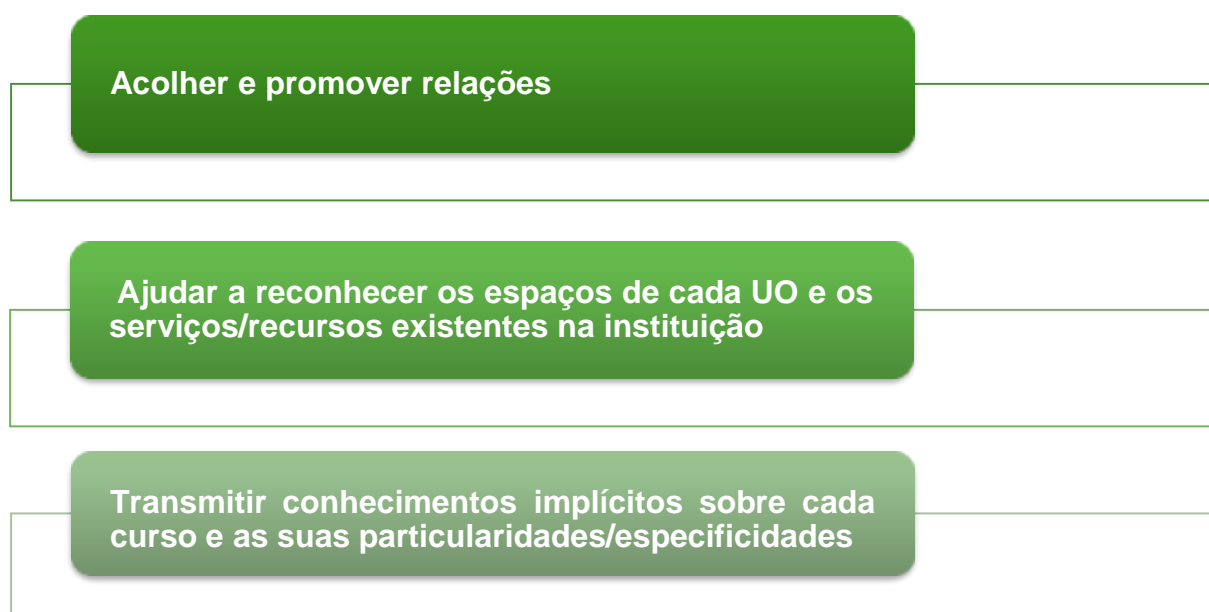 Acolher e promover relações
Ajudar a reconhecer os espaços de cada UO e os
serviços/recursos existentes na instituição
Transmitir conhecimentos implícitos sobre cada
curso e as suas particularidades/especificidades